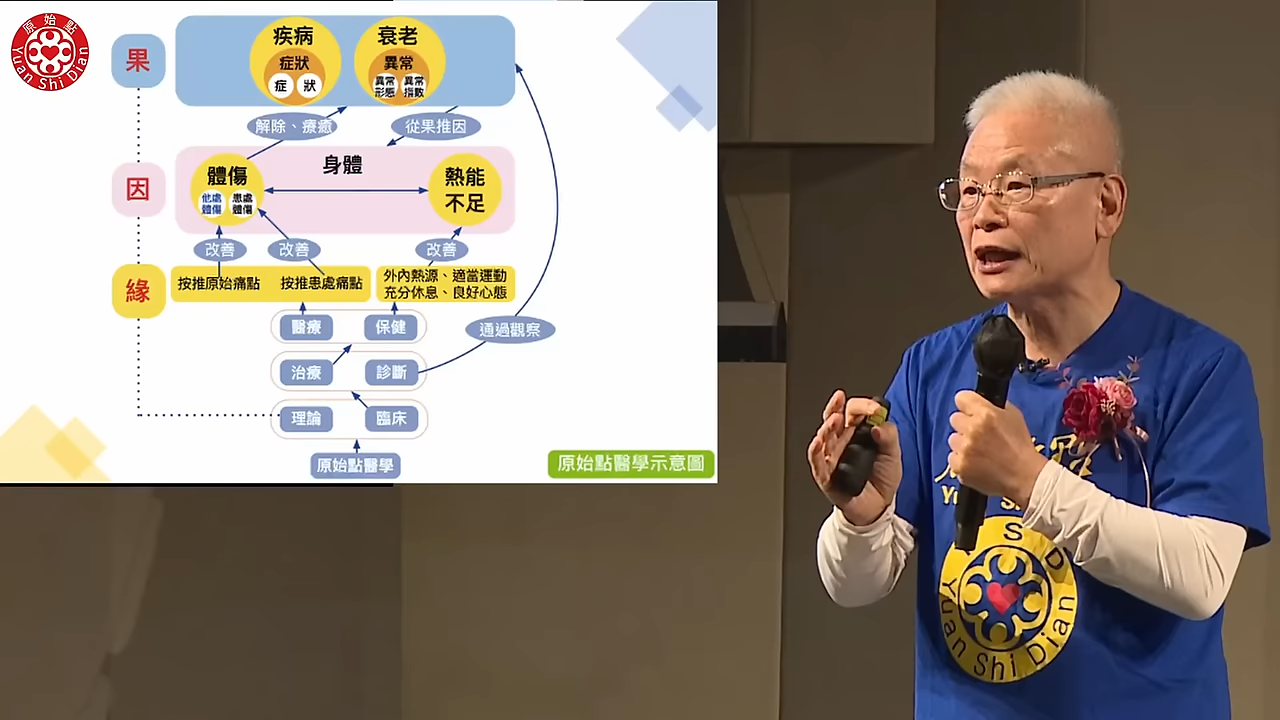 原始點
Yuan Shi Dian
果
疾病
症狀
症 狀
衰老
異常
異常形態
異常指數
解除、療癒
從果推因
因
身體
體傷
他處體傷
患處體傷
熱能
不足
改善
改善
改善
緣
按推原始痛點
按推患處痛點
外內熱源、適當運動
充分休息、良好心態
醫療
保健
通過觀察
治療
診斷
理論
臨床
原始點醫學
原始點醫學示意圖
Yuan Shi Dian